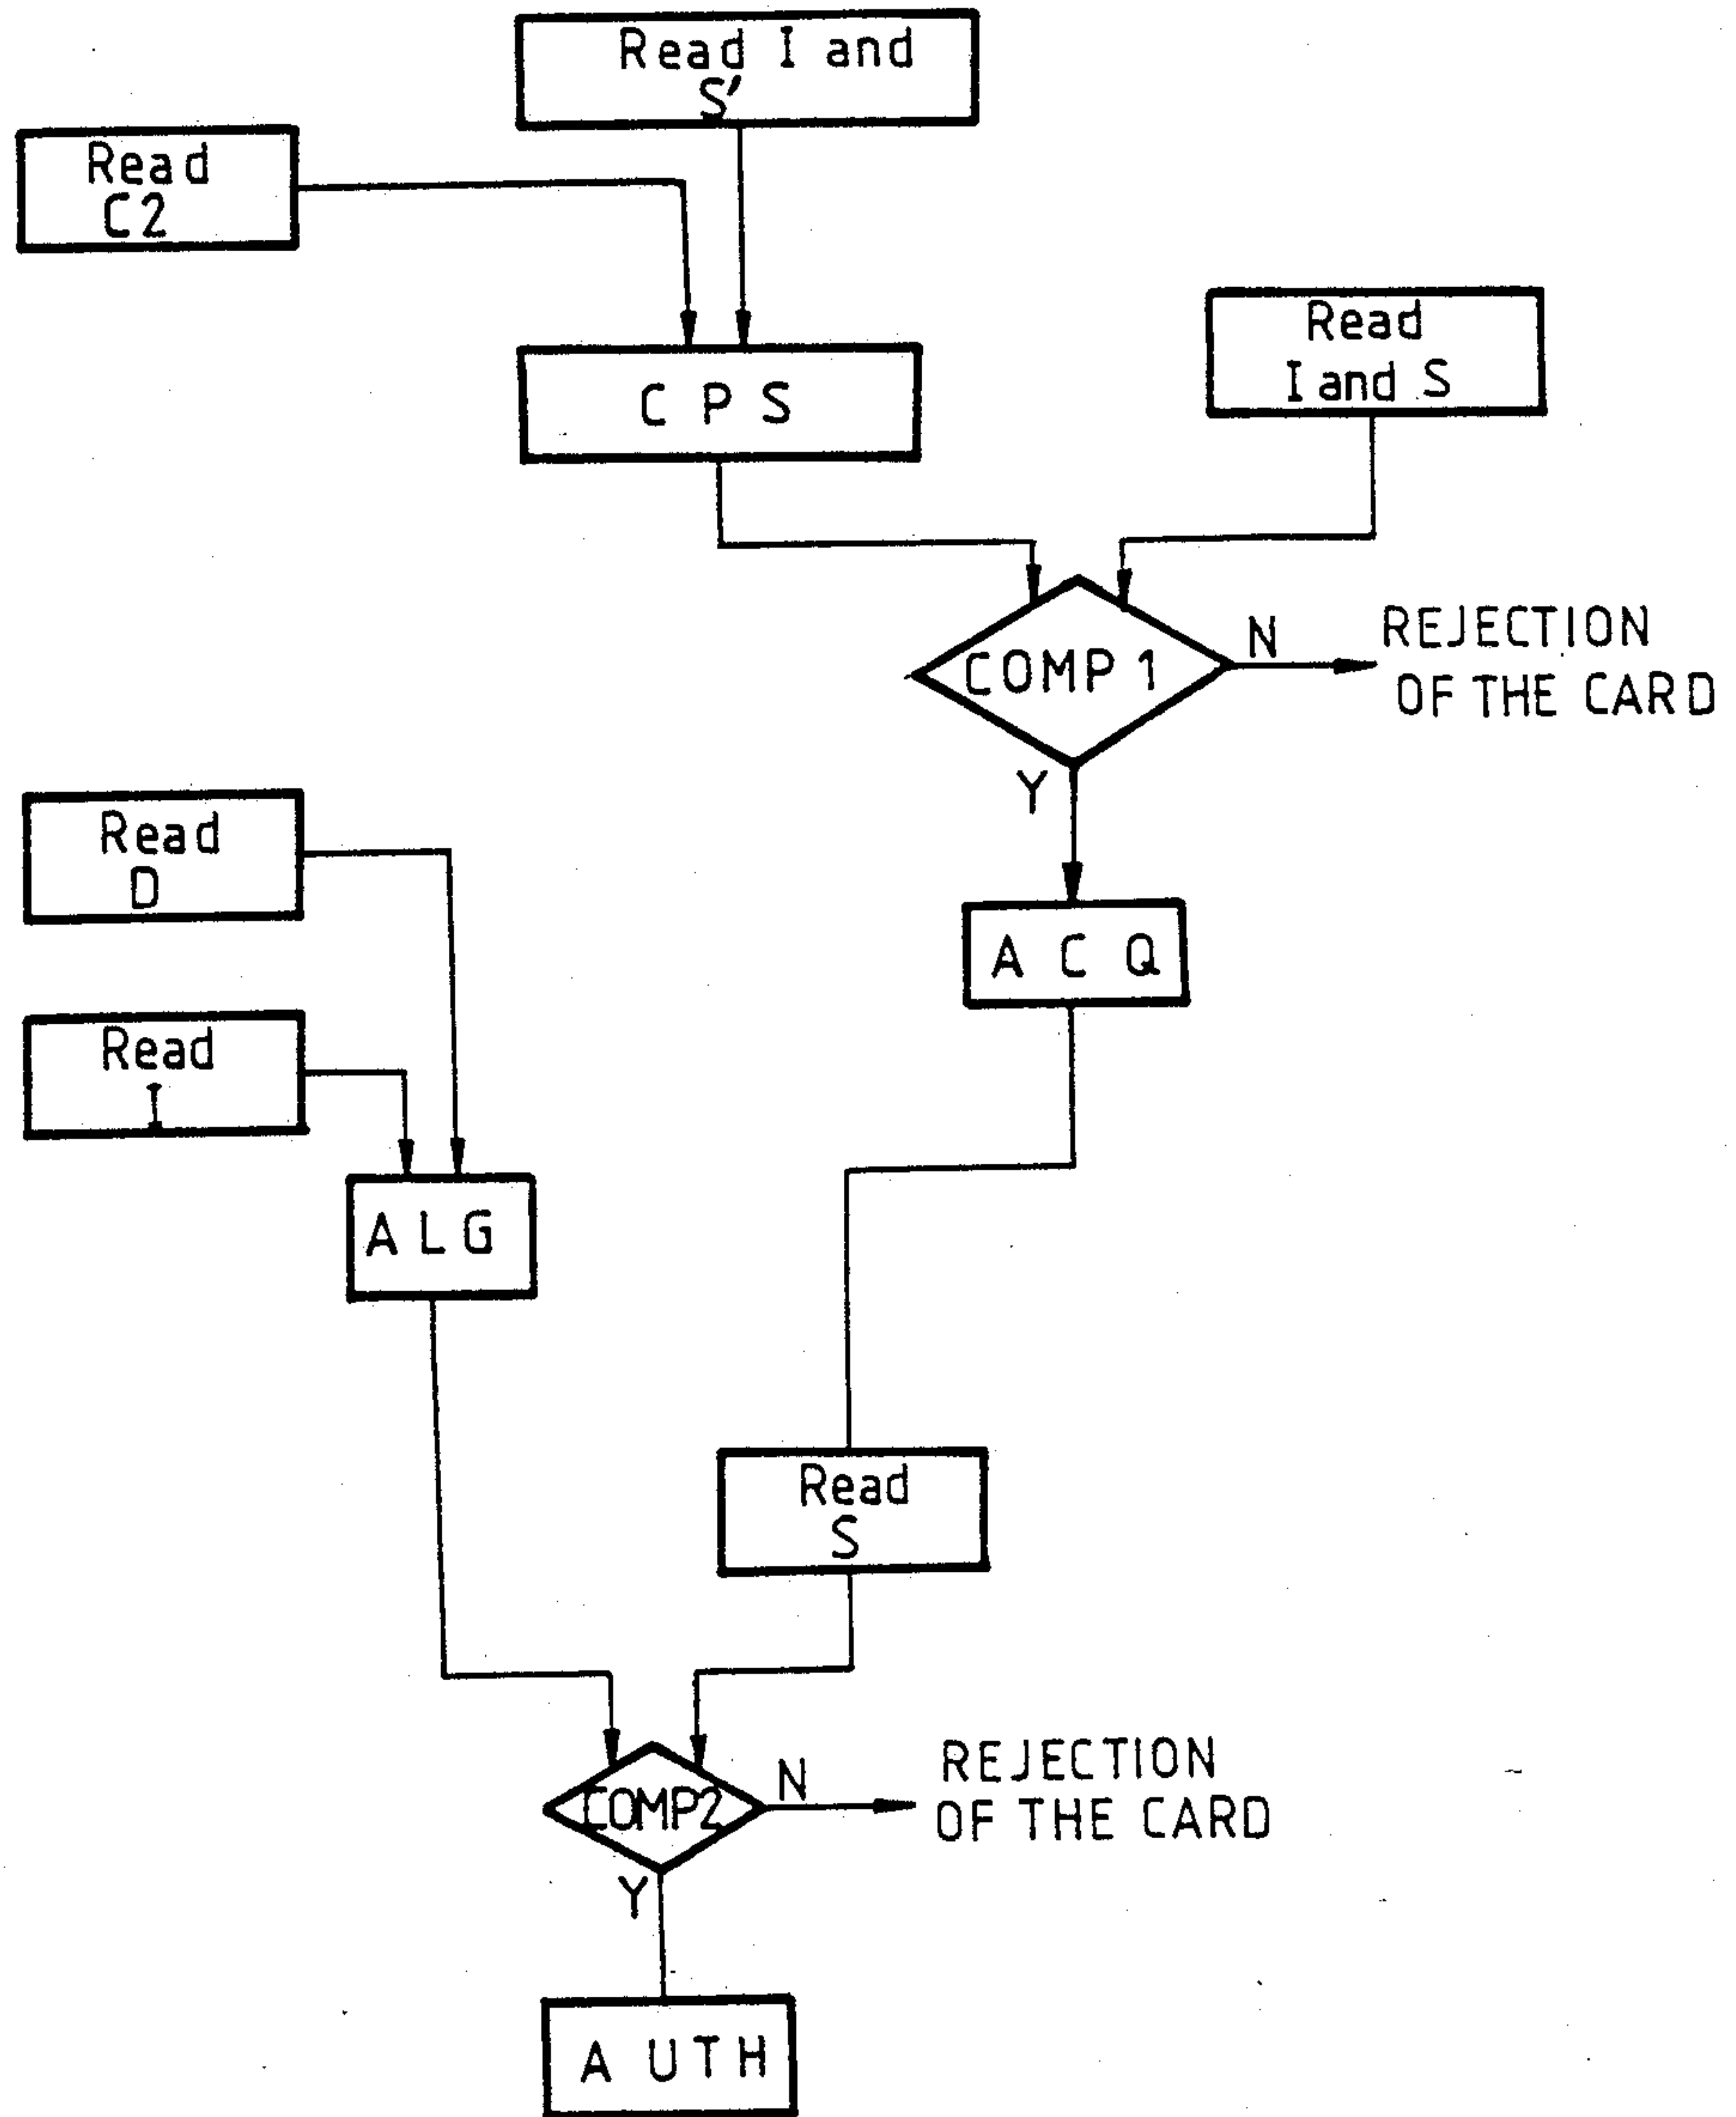 Read I and
S'
Read
C2
C P S
Read
I and S
COMP 1
N
REJECTION
OF THE CARD
Y
Read
D
A C Q
Read
I
A L G
Read
S
COMP2
N
REJECTION
OF THE CARD
Y
A UTH